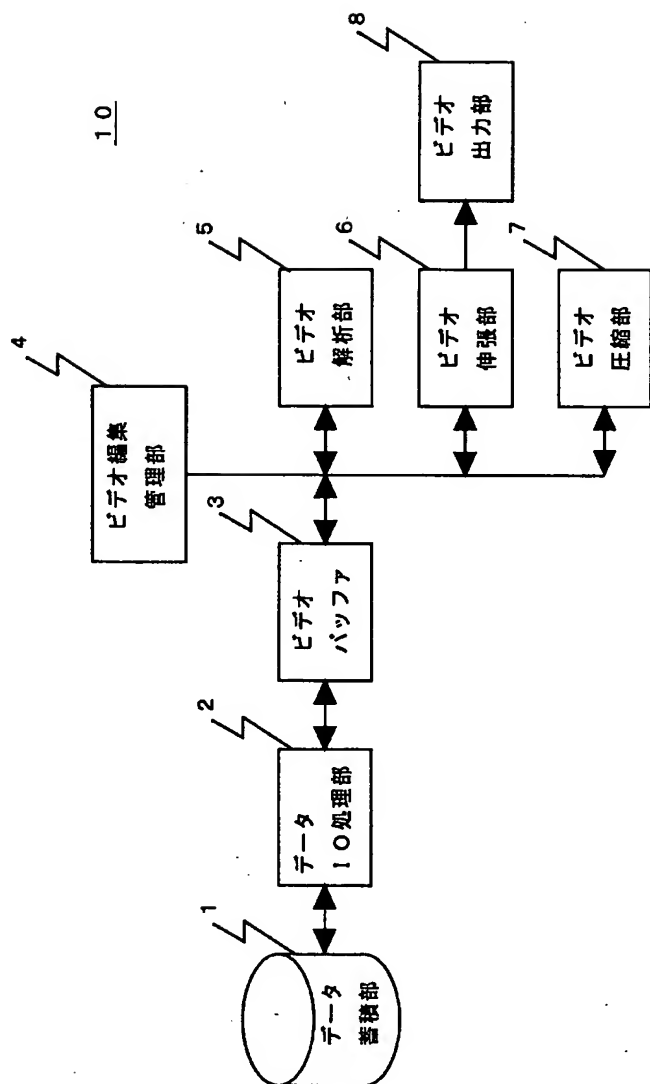 10
1
データ
蓄積部
2
データ
IO処理部
3
ビデオ
バッファ
4
ビデオ編集
管理部
5
ビデオ
解析部
6
ビデオ
伸張部
7
ビデオ
圧縮部
8
ビデオ
出力部